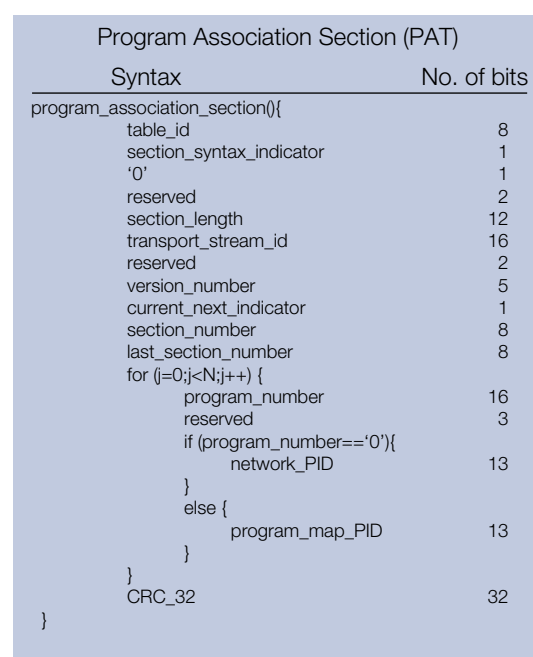 Program Association Section (PAT)
Syntax No. of bits
program_association_section(){
table_id 8
section_syntax_indicator 1
‘0’ 1
reserved 2
section_length 12
transport_stream_id 16
reserved 2
version_number 5
current_next_indicator 1
section_number 8
last_section_number 8
for (j=0;j<N;j++) {
program_number 16
reserved 3
if (program_number==‘0’){
network_PID 13
}
else {
program_map_PID 13
}
}
CRC_32 32
}